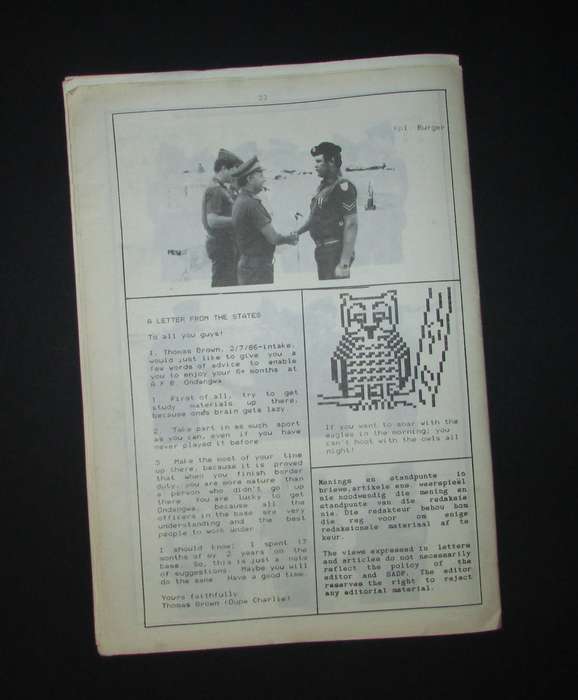 23
Kpl. Burger
A LETTER FROM THE STATES
To all you guys!
I, Thomas Brown, 2/7/86-intake,
would just like to give you a
few words of advice to enable
you to enjoy your 6+ months at
A F B. Ondangwa
1 First of all, try to get
study materials up there,
because ones brain gets lazy
2 Take part in as much sport
as you can, even if you have
never played it before
3 Make the most of your time
up there, because it is proved
that when you finish border
duty, you are more mature than
a person who didn't go up
there You are lucky to get
Ondangwa, because all the
officers in the base are very
understanding and the best
people to work under
I should know; I spent 17
months of my 2 years on the
base. So, this is just a note
of suggestions. Maybe you will
do the same Have a good time.
Yours faithfully
Thomas Brown (Oupa Charlie)
If you want to soar with the
eagles in the morning; you
can't hoot with the owls all
night!
Menings en standpunte in
briewe, artikels ens. weerspieël
nie noodwendig die mening en
standpunte van die redaksie
nie. Die redakteur behou hom
die reg voor om enige
redaksionele materiaal af te
keur.
The views expressed in letters
and articles do not necessarily
reflect the policy of the
editor and SADF. The editor
reserves the right to reject
any editorial material.